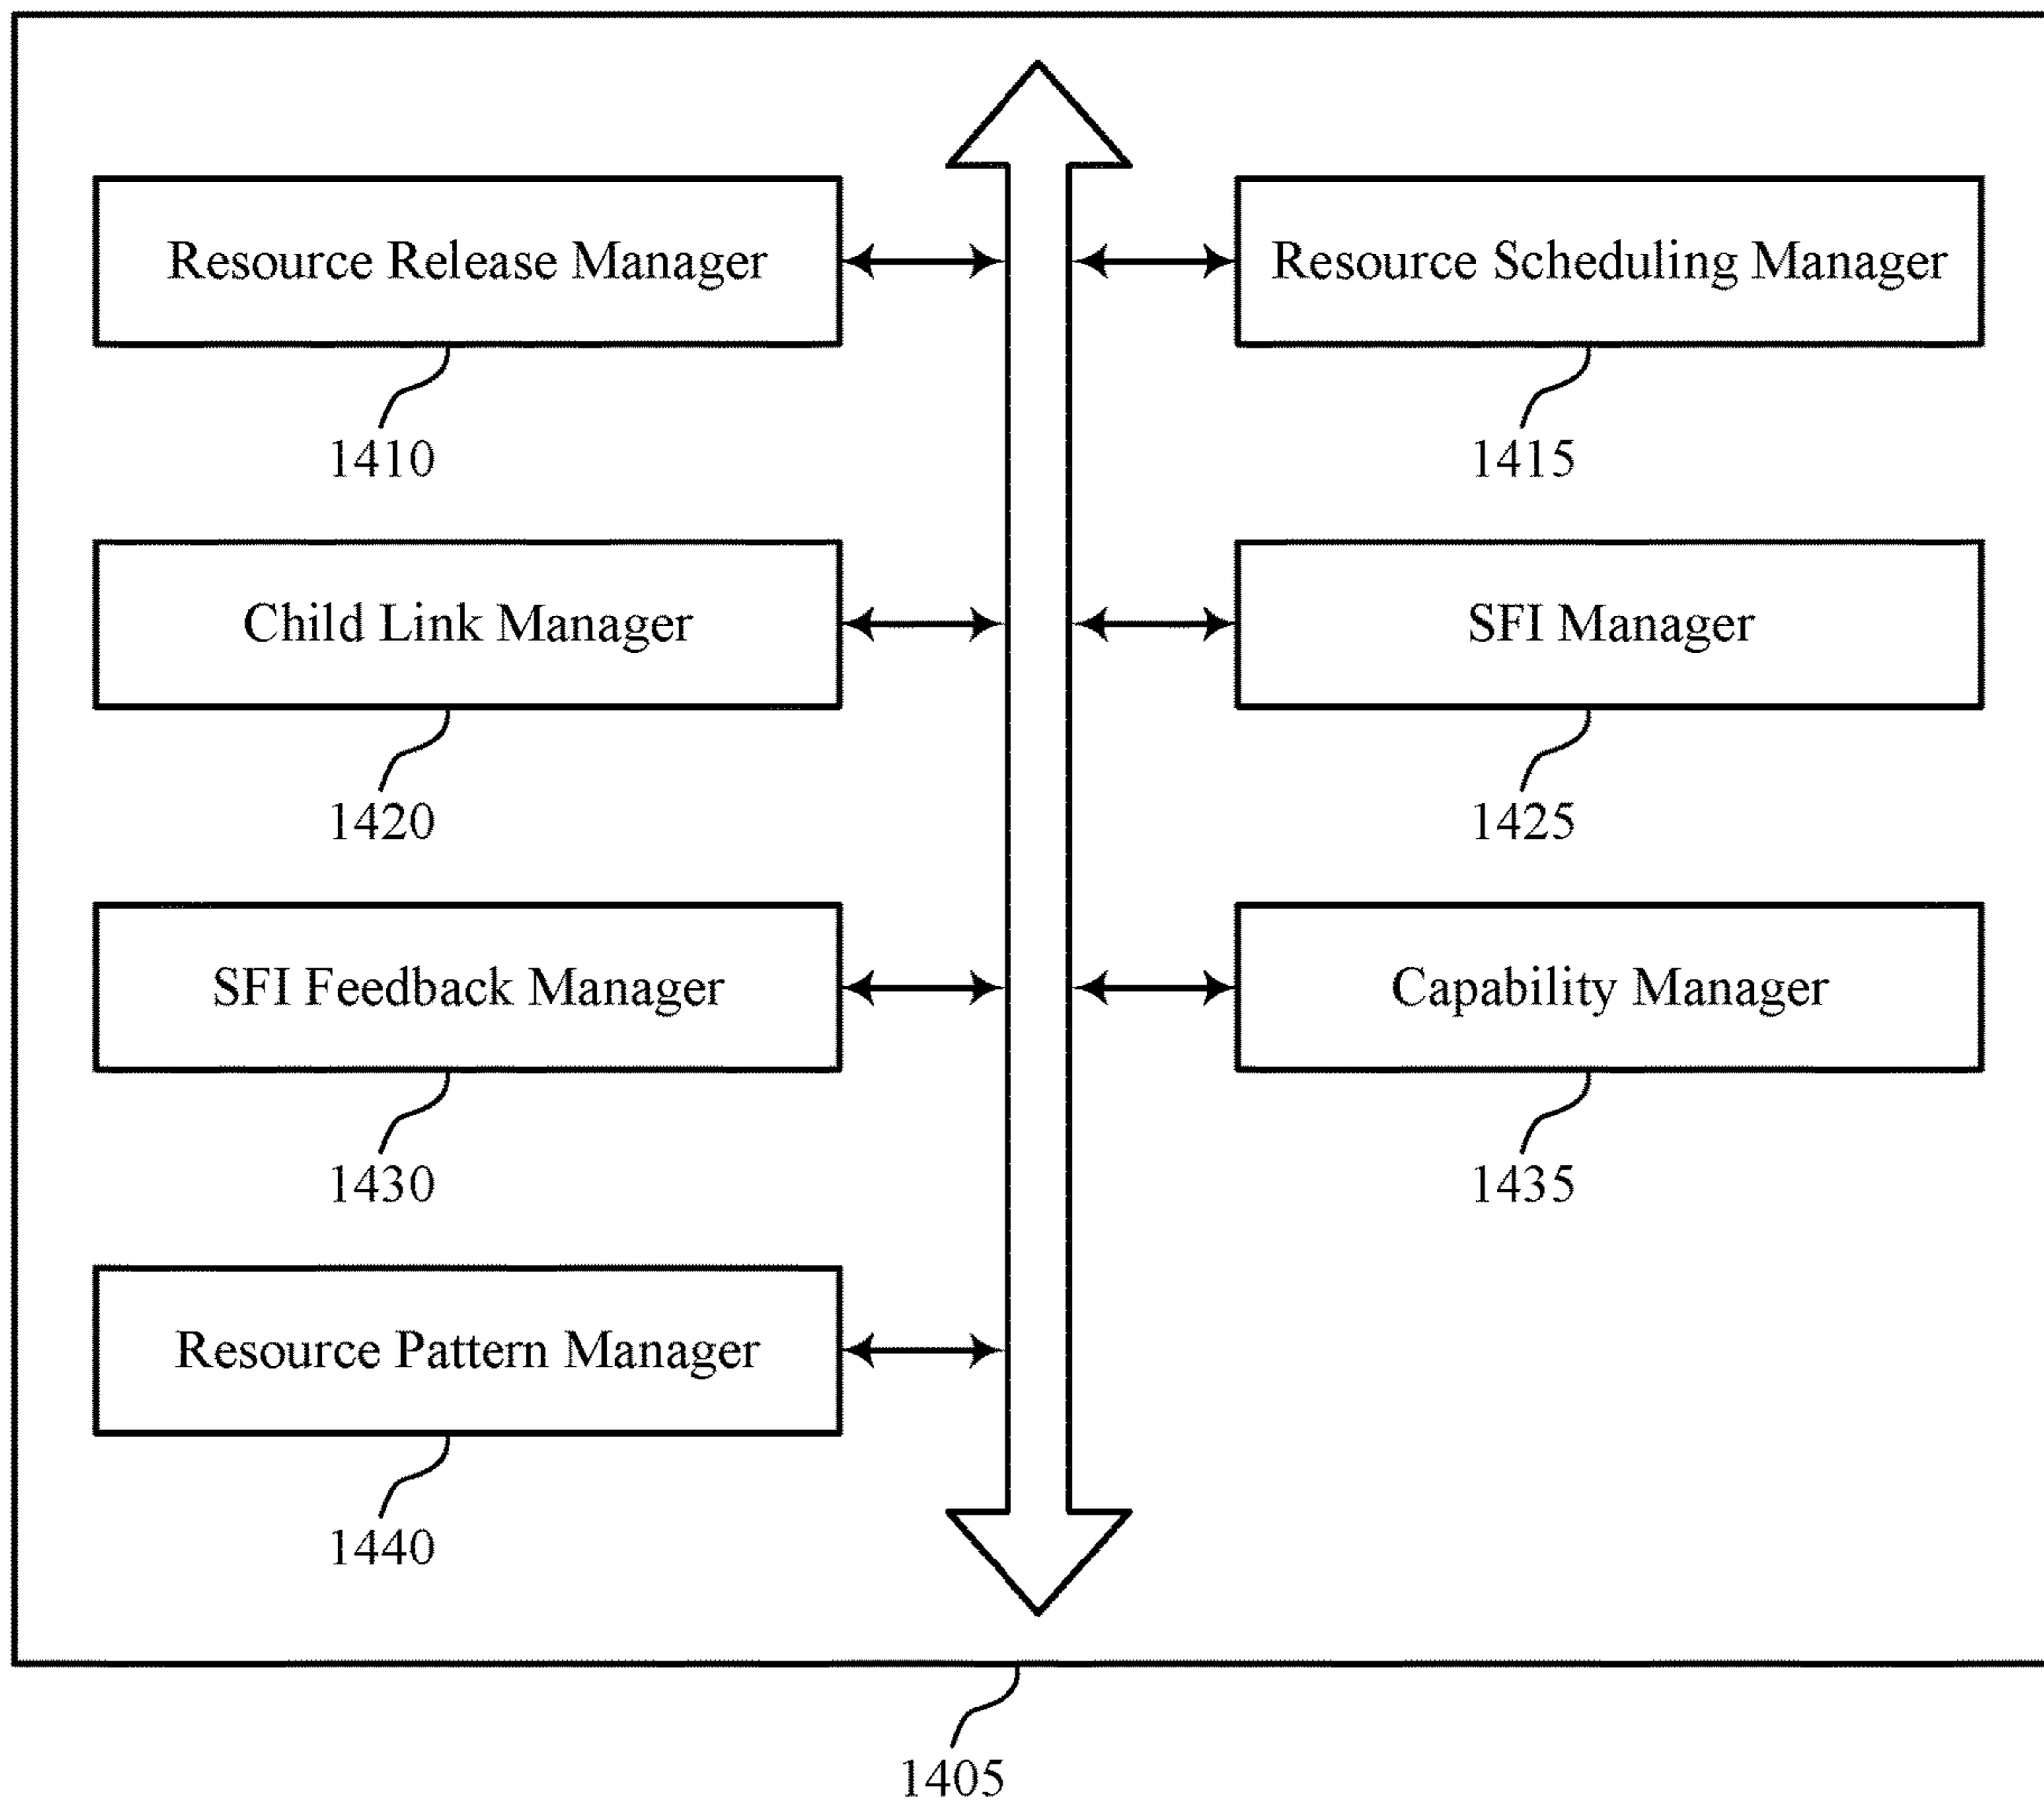 Resource Release Manager
Resource Scheduling Manager
1410
1415
Child Link Manager
SFI Manager
1420
1425
SFI Feedback Manager
Capability Manager
1430
1435
Resource Pattern Manager
1440
1405